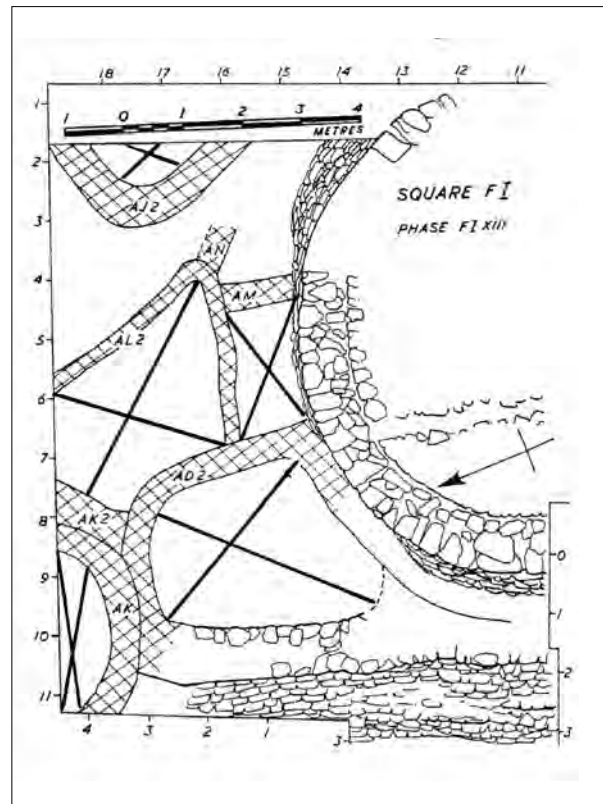 18 17 16 15 14 13 12 11
1 0 1 2 3 4
METRES
SQUARE FI
PHASE FI XIII
AJ2
AN
AM
AL2
AD2
AK2
AK
1
2
3
4
5
6
7
8
9
10
11
0
1
2
3
4 3 2 1
3